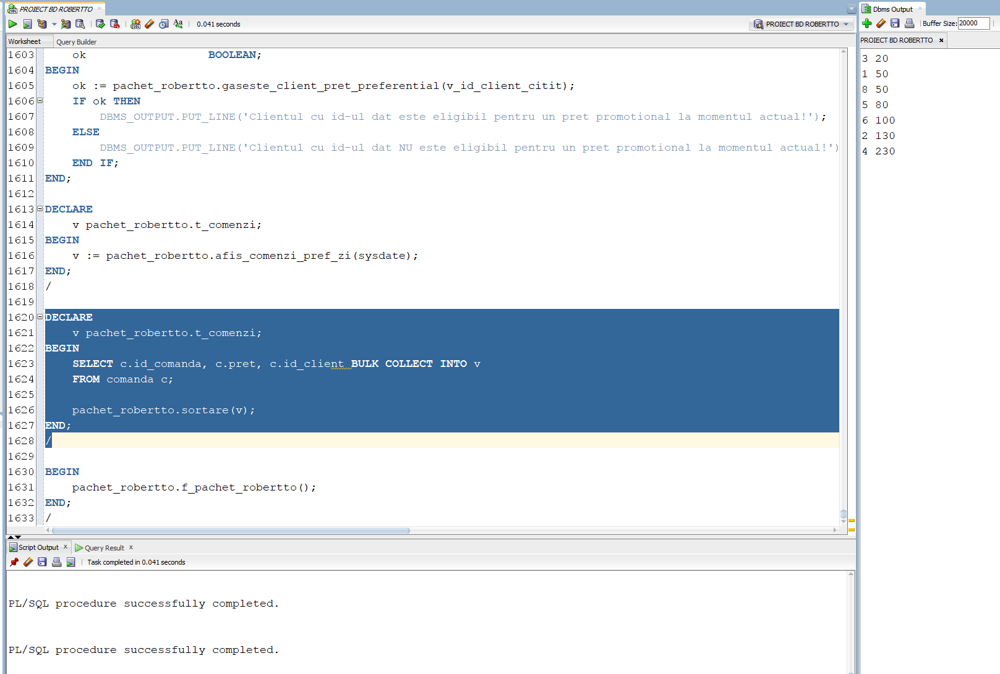 PROIECT BD ROBERTTO
0.041 seconds
PROIECT BD ROBERTTO
Worksheet Query Builder
1603     ok                  BOOLEAN;
1604 BEGIN
1605     ok := pachet_robertto.gaseste_client_pret_preferential(v_id_client_citit);
1606     IF ok THEN
1607         DBMS_OUTPUT.PUT_LINE('Clientul cu id-ul dat este eligibil pentru un pret promotional la momentul actual!');
1608     ELSE
1609         DBMS_OUTPUT.PUT_LINE('Clientul cu id-ul dat NU este eligibil pentru un pret promotional la momentul actual!')
1610     END IF;
1611 END;
1612
1613 DECLARE
1614     v pachet_robertto.t_comenzi;
1615 BEGIN
1616     v := pachet_robertto.afis_comenzi_pref_zi(sysdate);
1617 END;
1618 /
1619
1620 DECLARE
1621     v pachet_robertto.t_comenzi;
1622 BEGIN
1623     SELECT c.id_comanda, c.pret, c.id_client BULK COLLECT INTO v
1624     FROM comanda c;
1625
1626     pachet_robertto.sortare(v);
1627 END;
1628 /
1629
1630 BEGIN
1631     pachet_robertto.f_pachet_robertto();
1632 END;
1633 /
Script Output x Query Result x
Task completed in 0.041 seconds
PL/SQL procedure successfully completed.
PL/SQL procedure successfully completed.
Dbms Output
Buffer Size: 20000
PROIECT BD ROBERTTO x
3 20
1 50
8 50
5 80
6 100
2 130
4 230